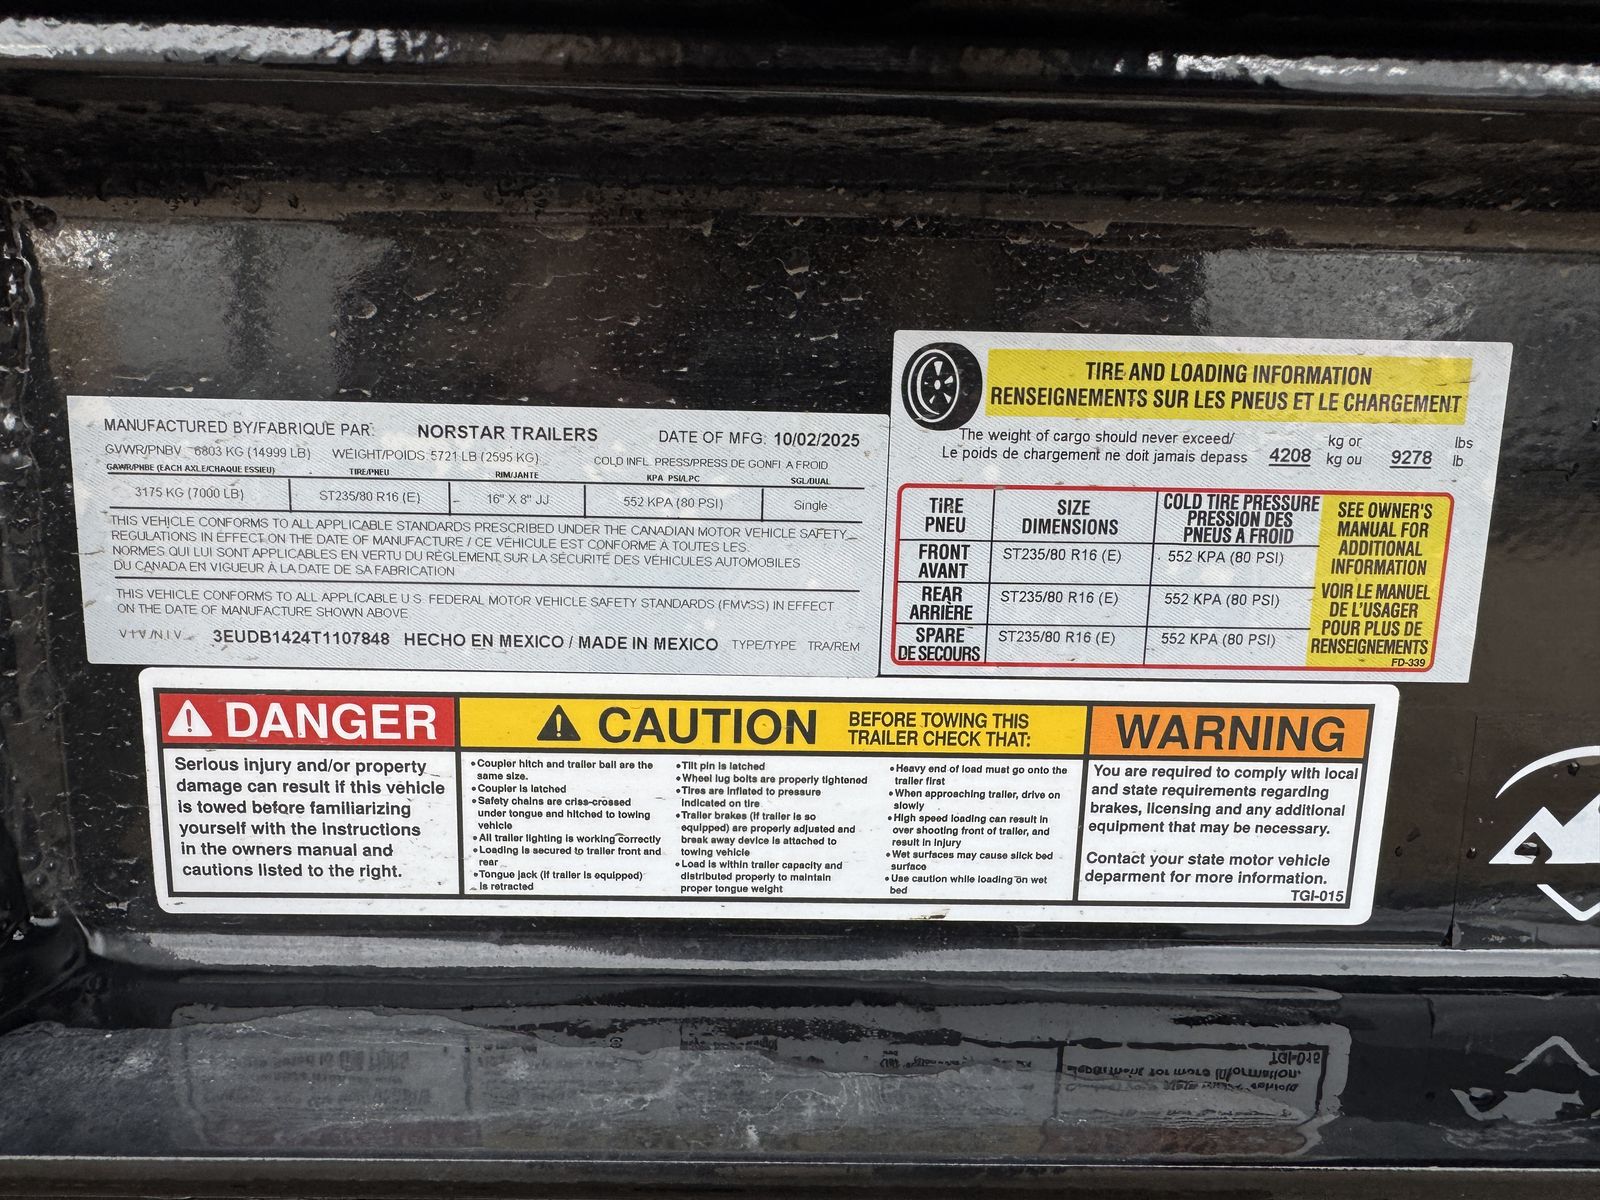 MANUFACTURED BY/FABRIQUE PAR: NORSTAR TRAILERS DATE OF MFG: 10/02/2025
GVWR/PNBV 6803 KG (14999 LB) WEIGHT/POIDS 5721 LB (2595 KG) COLD INFL. PRESS/PRESS DE GONFL A FROID
GAWR/PNBE (EACH AXLE/CHAQUE ESSIEU) TIRE/PNEU RIM/JANTE KPA PSI/LPC SGL/DUAL
3175 KG (7000 LB) ST235/80 R16 (E) 16" X 8" JJ 552 KPA (80 PSI) Single
THIS VEHICLE CONFORMS TO ALL APPLICABLE STANDARDS PRESCRIBED UNDER THE CANADIAN MOTOR VEHICLE SAFETY
REGULATIONS IN EFFECT ON THE DATE OF MANUFACTURE / CE VÉHICULE EST CONFORME À TOUTES LES
NORMES QUI LUI SONT APPLICABLES EN VERTU DU RÈGLEMENT SUR LA SÉCURITÉ DES VÉHICULES AUTOMOBILES
DU CANADA EN VIGUEUR À LA DATE DE SA FABRICATION
THIS VEHICLE CONFORMS TO ALL APPLICABLE U.S. FEDERAL MOTOR VEHICLE SAFETY STANDARDS (FMVSS) IN EFFECT
ON THE DATE OF MANUFACTURE SHOWN ABOVE
V.I.N./N.I.V. 3EUDB1424T1107848 HECHO EN MEXICO / MADE IN MEXICO TYPE/TYPE TRA/REM
TIRE AND LOADING INFORMATION
RENSEIGNEMENTS SUR LES PNEUS ET LE CHARGEMENT
The weight of cargo should never exceed/ kg or lbs
Le poids de chargement ne doit jamais depass 4208 kg ou 9278 lb
TIRE
PNEU
SIZE
DIMENSIONS
COLD TIRE PRESSURE
PRESSION DES
PNEUS A FROID
FRONT
AVANT
ST235/80 R16 (E) 552 KPA (80 PSI)
REAR
ARRIÈRE
ST235/80 R16 (E) 552 KPA (80 PSI)
SPARE
DE SECOURS
ST235/80 R16 (E) 552 KPA (80 PSI)
SEE OWNER'S
MANUAL FOR
ADDITIONAL
INFORMATION
VOIR LE MANUEL
DE L'USAGER
POUR PLUS DE
RENSEIGNEMENTS
FD-339
DANGER
Serious injury and/or property
damage can result if this vehicle
is towed before familiarizing
yourself with the instructions
in the owners manual and
cautions listed to the right.
CAUTION
BEFORE TOWING THIS
TRAILER CHECK THAT:
• Coupler hitch and trailer ball are the
same size.
• Coupler is latched
• Safety chains are criss-crossed
under tongue and hitched to towing
vehicle
• All trailer lighting is working correctly
• Loading is secured to trailer front and
rear
• Tongue jack (if trailer is equipped)
is retracted
• Tilt pin is latched
• Wheel lug bolts are properly tightened
• Tires are inflated to pressure
indicated on tire
• Trailer brakes (if trailer is so
equipped) are properly adjusted and
break away device is attached to
towing vehicle
• Load is within trailer capacity and
distributed properly to maintain
proper tongue weight
• Heavy end of load must go onto the
trailer first
• When approaching trailer, drive on
slowly
• High speed loading can result in
over shooting front of trailer, and
result in injury
• Wet surfaces may cause slick bed
surface
• Use caution while loading on wet
bed
WARNING
You are required to comply with local
and state requirements regarding
brakes, licensing and any additional
equipment that may be necessary.
Contact your state motor vehicle
deparment for more information.
TGI-015